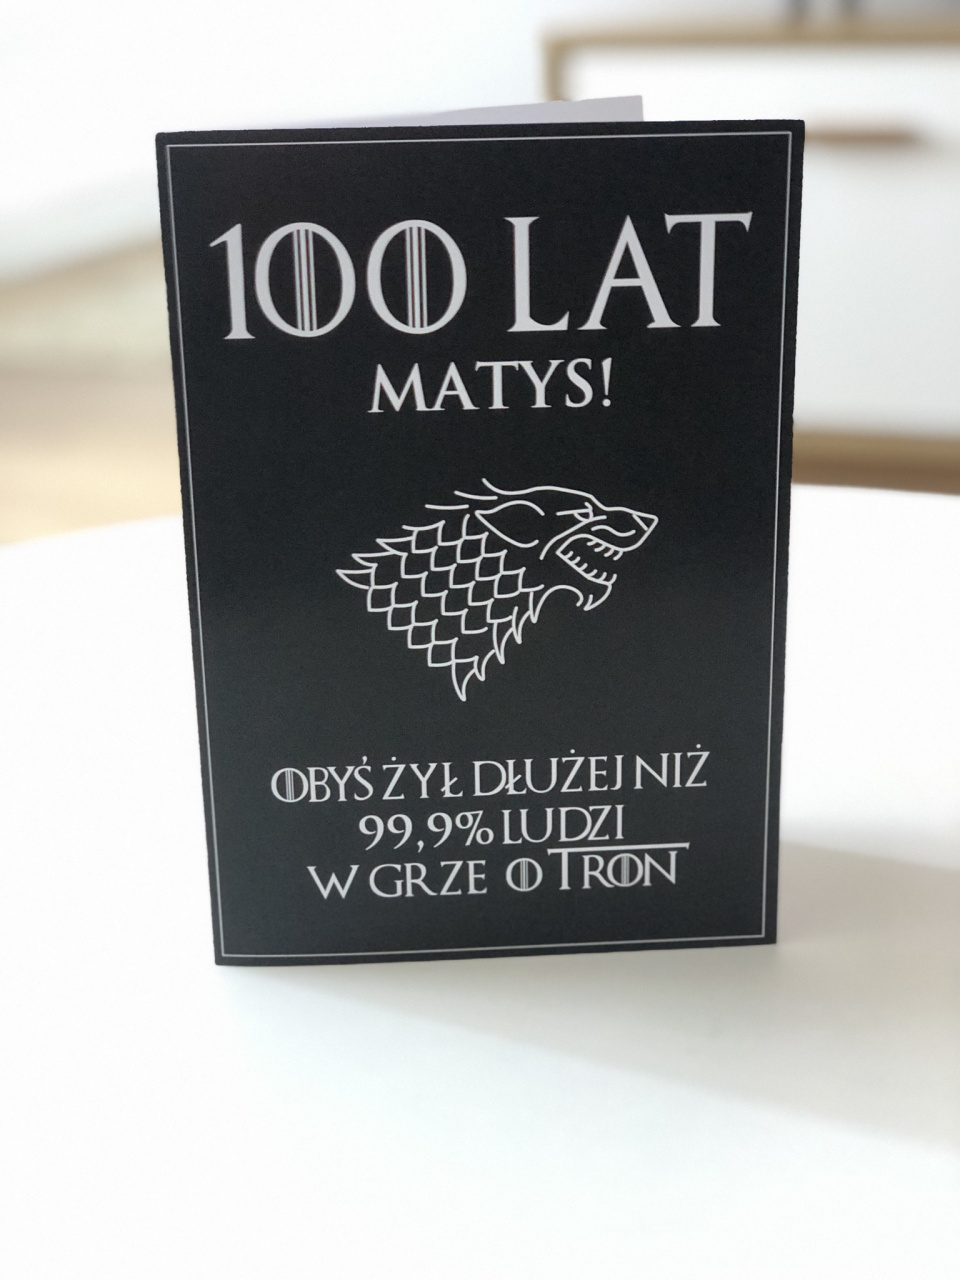 100 LAT
MATYS!
OBYŚ ŻYŁ DŁUŻEJ NIŻ
99,9% LUDZI
W GRZE O TRON